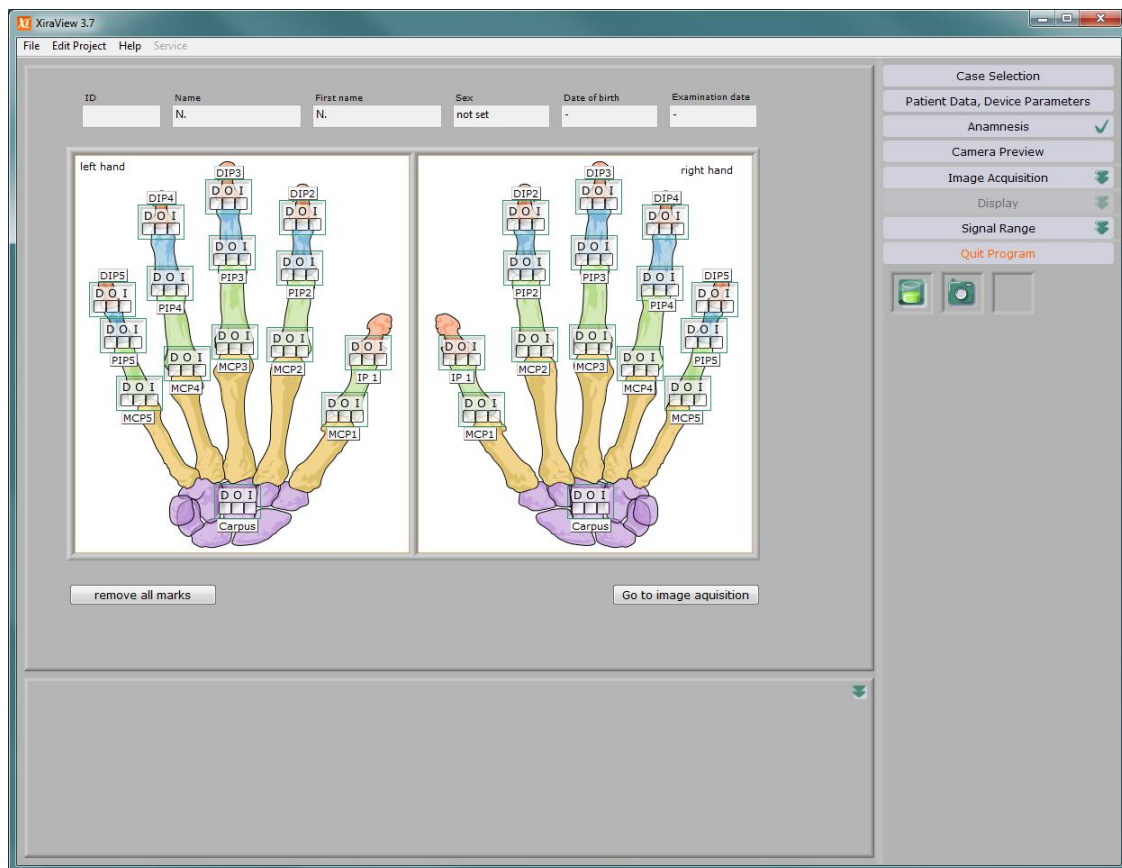 XiraView 3.7
File Edit Project Help Service
ID Name First name Sex Date of birth Examination date
N. N. not set - -
left hand
DIP3
D O I
DIP4
D O I
DIP2
D O I
D O I
PIP3
D O I
PIP4
D O I
PIP2
DIP5
D O I
D O I
PIP5
D O I
MCP3
D O I
MCP2
D O I
MCP4
D O I
IP 1
D O I
MCP5
D O I
MCP1
D O I
Carpus
right hand
DIP3
D O I
DIP2
D O I
DIP4
D O I
D O I
PIP3
D O I
PIP2
D O I
PIP4
DIP5
D O I
D O I
PIP5
D O I
MCP3
D O I
MCP2
D O I
MCP4
D O I
IP 1
D O I
MCP5
D O I
MCP1
D O I
Carpus
remove all marks
Go to image aquisition
Case Selection
Patient Data, Device Parameters
Anamnesis
Camera Preview
Image Acquisition
Display
Signal Range
Quit Program